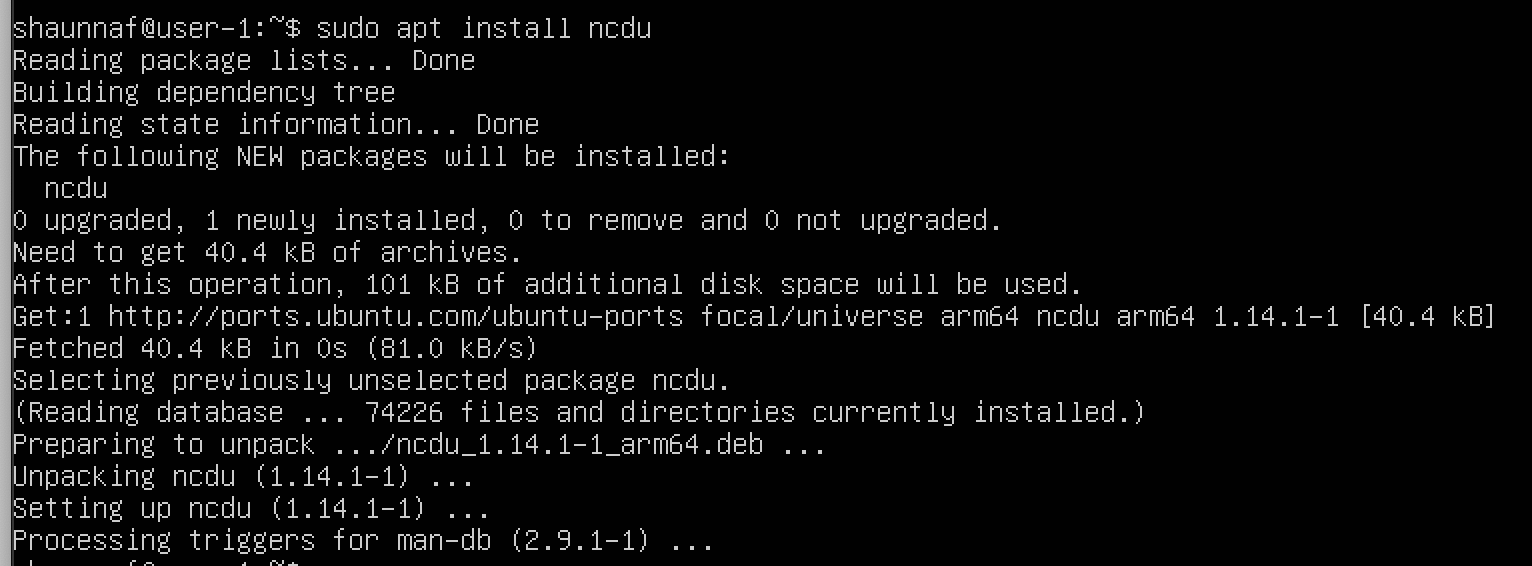 shaunnaf@user-1:~$ sudo apt install ncdu
Reading package lists... Done
Building dependency tree
Reading state information... Done
The following NEW packages will be installed:
  ncdu
0 upgraded, 1 newly installed, 0 to remove and 0 not upgraded.
Need to get 40.4 kB of archives.
After this operation, 101 kB of additional disk space will be used.
Get:1 http://ports.ubuntu.com/ubuntu-ports focal/universe arm64 ncdu arm64 1.14.1-1 [40.4 kB]
Fetched 40.4 kB in 0s (81.0 kB/s)
Selecting previously unselected package ncdu.
(Reading database ... 74226 files and directories currently installed.)
Preparing to unpack .../ncdu_1.14.1-1_arm64.deb ...
Unpacking ncdu (1.14.1-1) ...
Setting up ncdu (1.14.1-1) ...
Processing triggers for man-db (2.9.1-1) ...